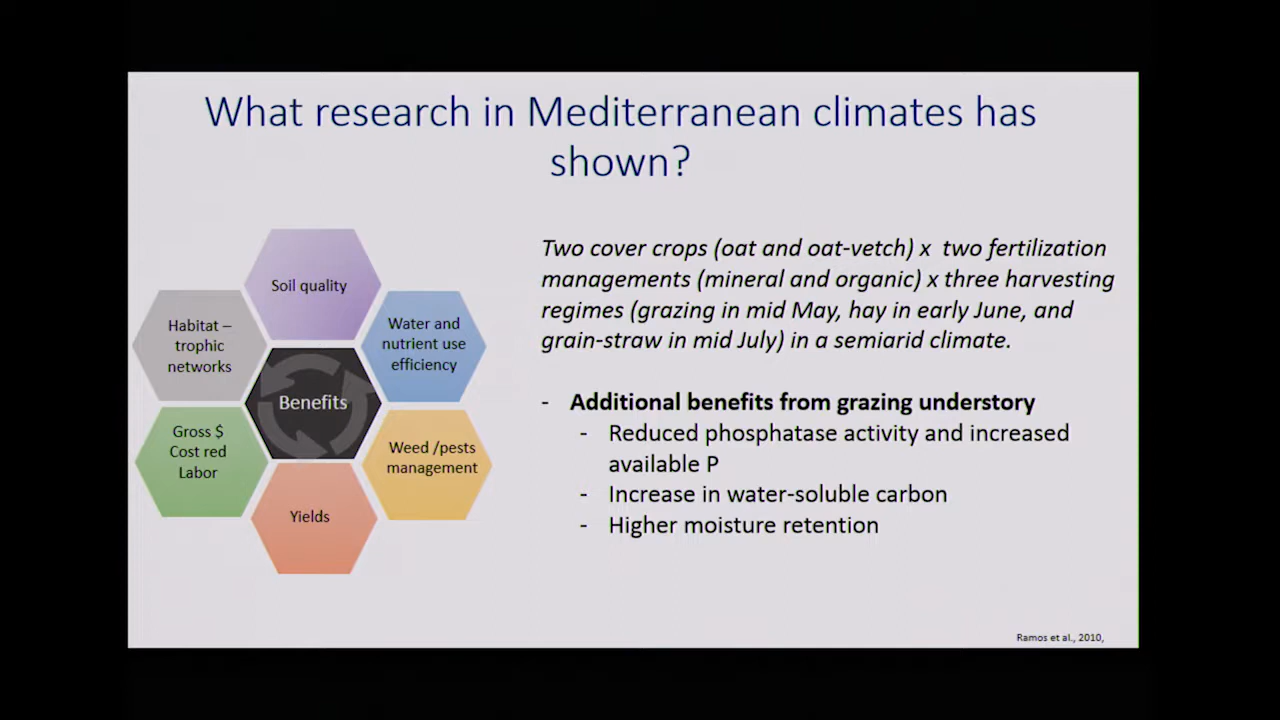 What research in Mediterranean climates has
shown?
Soil quality
Habitat –
trophic
networks
Water and
nutrient use
efficiency
Benefits
Gross $
Cost red
Labor
Weed /pests
management
Yields
Two cover crops (oat and oat-vetch) x two fertilization
managements (mineral and organic) x three harvesting
regimes (grazing in mid May, hay in early June, and
grain-straw in mid July) in a semiarid climate.
- Additional benefits from grazing understory
- Reduced phosphatase activity and increased
available P
- Increase in water-soluble carbon
- Higher moisture retention
Ramos et al., 2010,